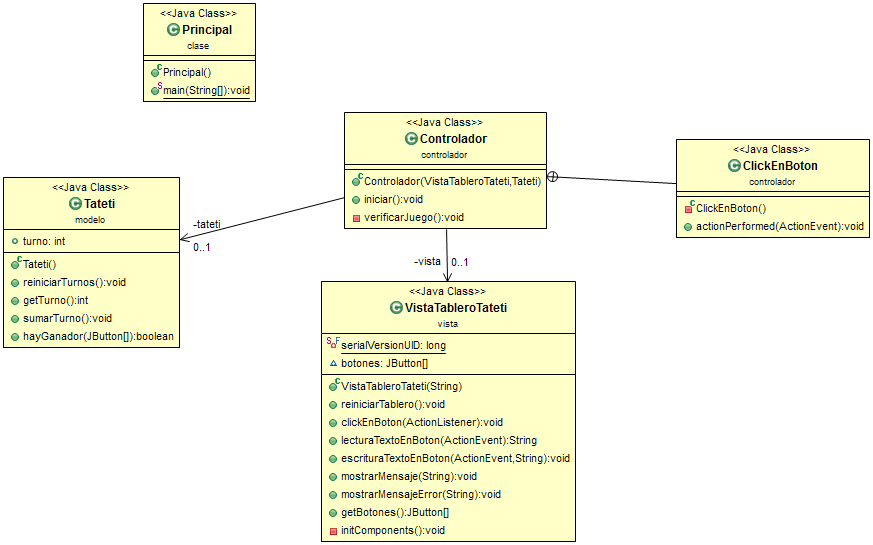 <<Java Class>>
Principal
clase
Principal()
main(String[]):void
<<Java Class>>
Controlador
controlador
Controlador(VistaTableroTateti,Tateti)
iniciar():void
verificarJuego():void
<<Java Class>>
ClickEnBoton
controlador
ClickEnBoton()
actionPerformed(ActionEvent):void
<<Java Class>>
Tateti
modelo
turno: int
Tateti()
reiniciarTurnos():void
getTurno():int
sumarTurno():void
hayGanador(JButton[]):boolean
-tateti
0..1
-vista
0..1
<<Java Class>>
VistaTableroTateti
vista
serialVersionUID: long
botones: JButton[]
VistaTableroTateti(String)
reiniciarTablero():void
clickEnBoton(ActionListener):void
lecturaTextoEnBoton(ActionEvent):String
escrituraTextoEnBoton(ActionEvent,String):void
mostrarMensaje(String):void
mostrarMensajeError(String):void
getBotones():JButton[]
initComponents():void